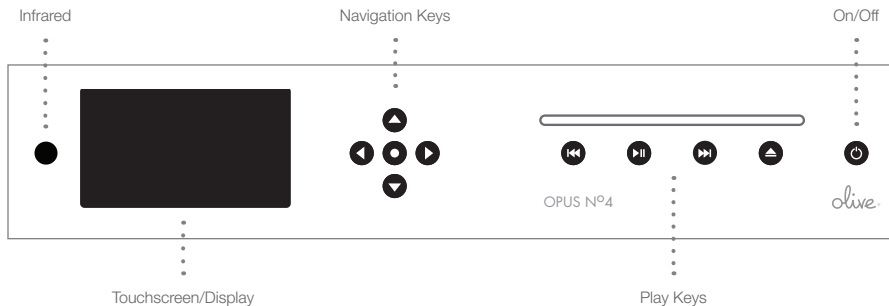 Infrared
Navigation Keys
On/Off
OPUS Nº4
olive
Touchscreen/Display
Play Keys